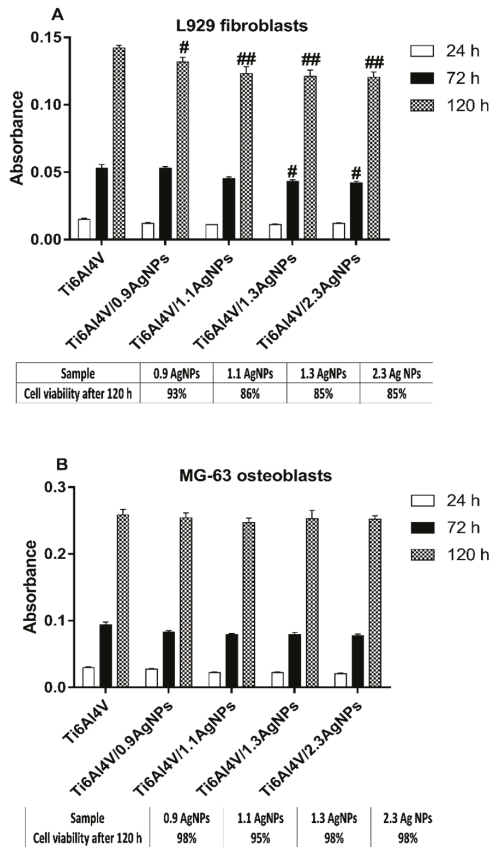 A
L929 fibroblasts
0.15
0.10
0.05
0.00
Absorbance
# ## ## ##
# #
24 h
72 h
120 h
Ti6Al4V
Ti6Al4V/0.9AgNPs
Ti6Al4V/1.1AgNPs
Ti6Al4V/1.3AgNPs
Ti6Al4V/2.3AgNPs
Sample 0.9 AgNPs 1.1 AgNPs 1.3 AgNPs 2.3 Ag NPs
Cell viability after 120 h 93% 86% 85% 85%
B
MG-63 osteoblasts
0.3
0.2
0.1
0.0
Absorbance
24 h
72 h
120 h
Ti6Al4V
Ti6Al4V/0.9AgNPs
Ti6Al4V/1.1AgNPs
Ti6Al4V/1.3AgNPs
Ti6Al4V/2.3AgNPs
Sample 0.9 AgNPs 1.1 AgNPs 1.3 AgNPs 2.3 Ag NPs
Cell viability after 120 h 98% 95% 98% 98%